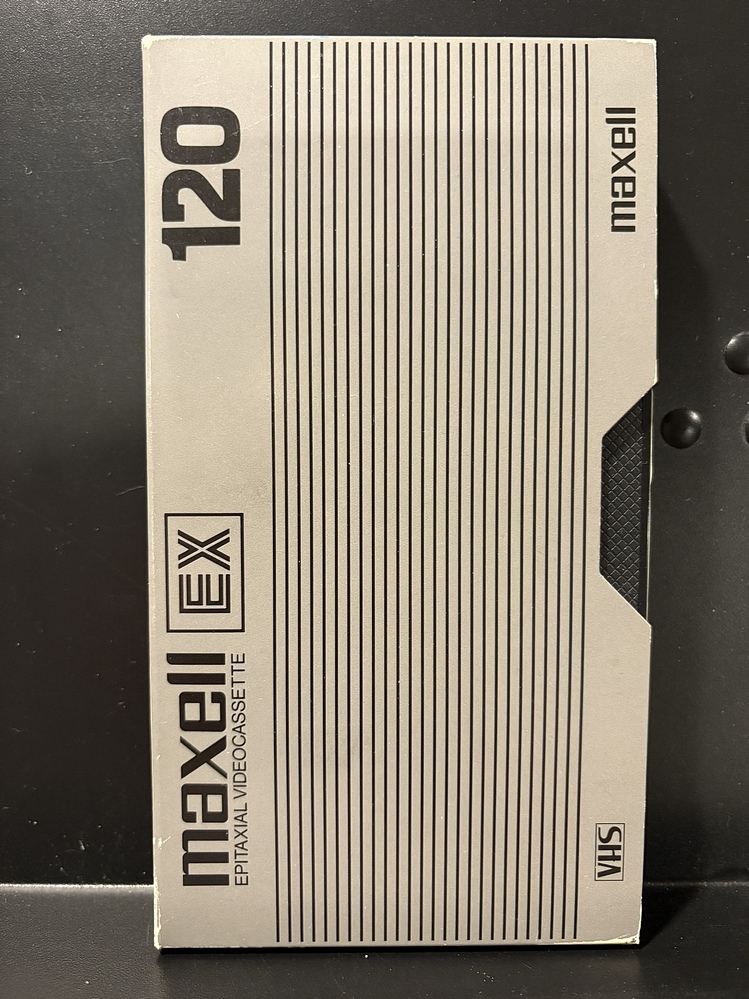 maxell EX 120
EPITAXIAL VIDEOCASSETTE
VHS maxell